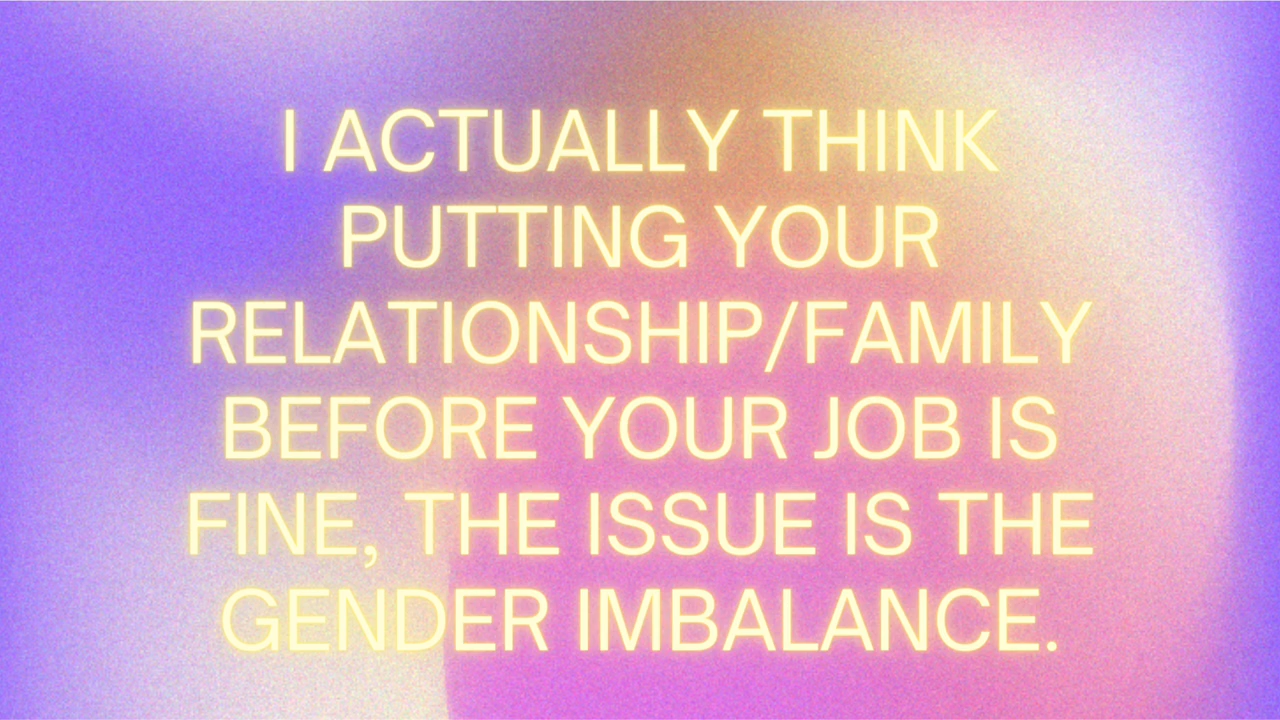 I ACTUALLY THINK
PUTTING YOUR
RELATIONSHIP/FAMILY
BEFORE YOUR JOB IS
FINE, THE ISSUE IS THE
GENDER IMBALANCE.